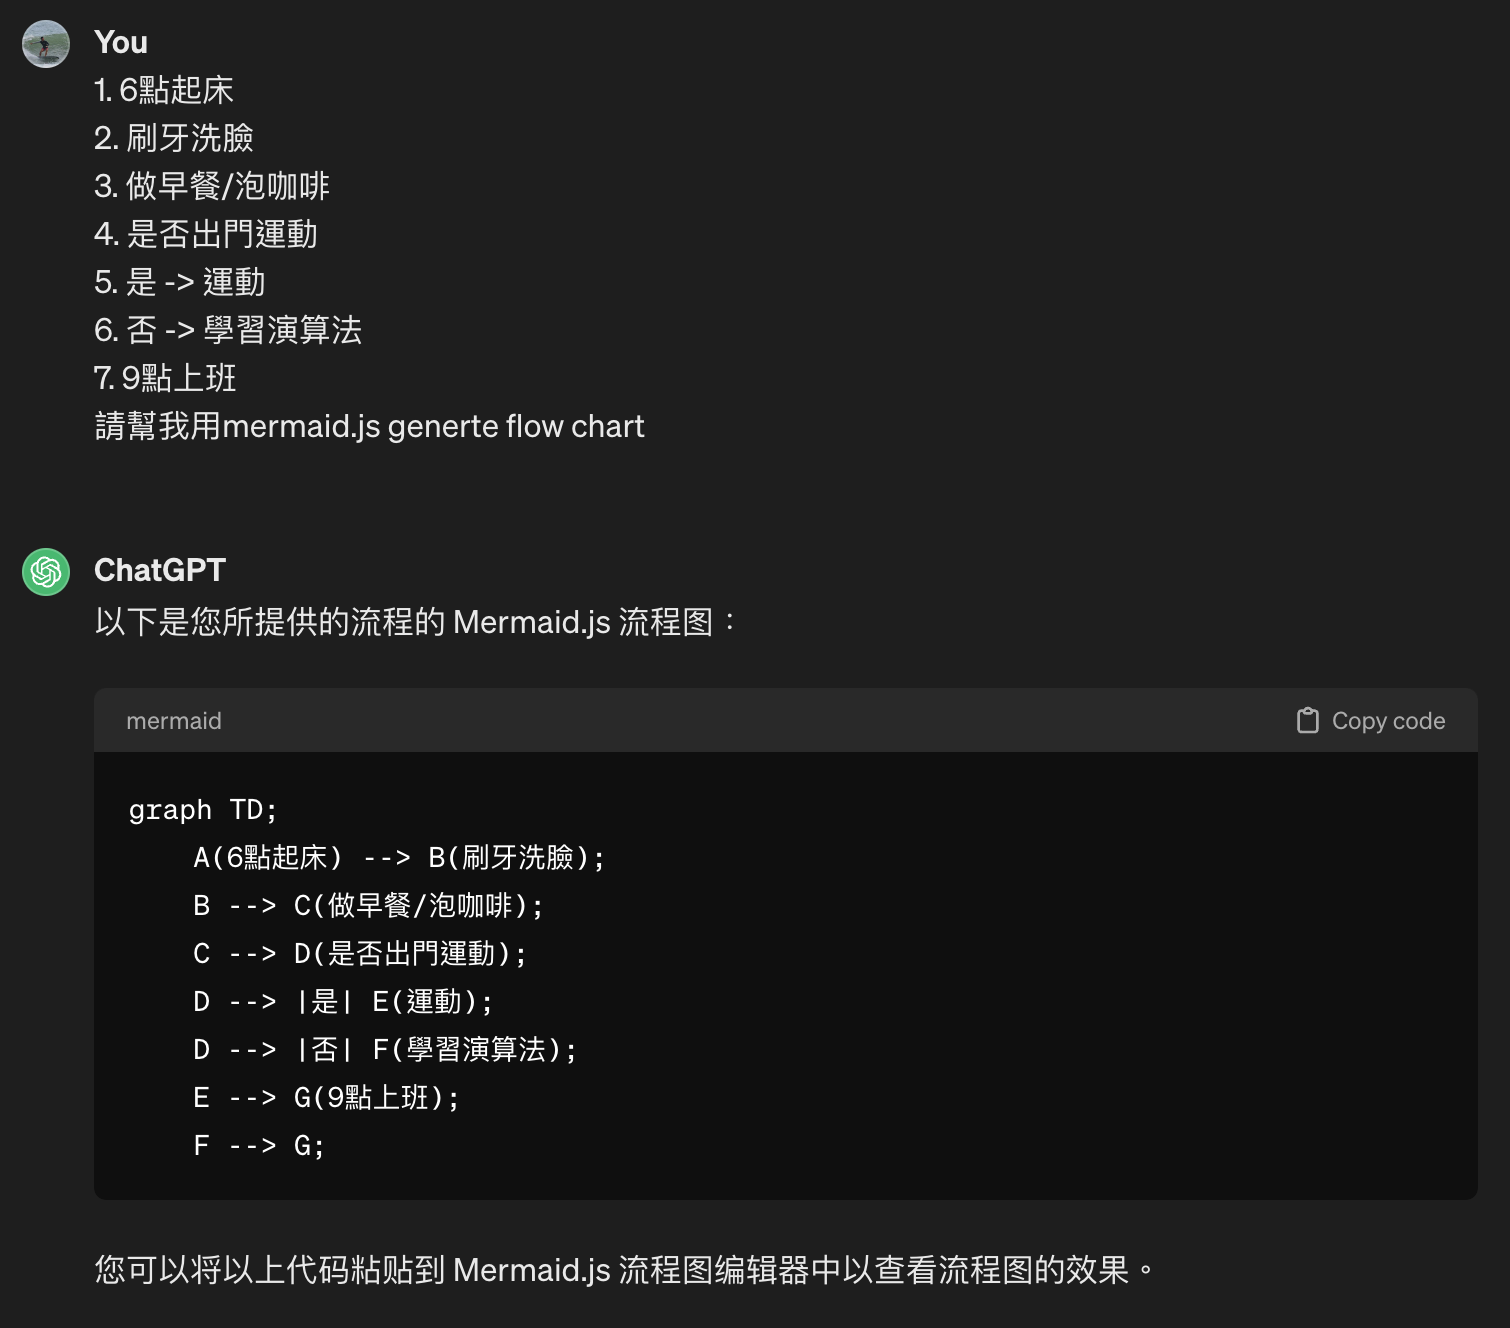 You
1. 6點起床
2. 刷牙洗臉
3. 做早餐/泡咖啡
4. 是否出門運動
5. 是 -> 運動
6. 否 -> 學習演算法
7. 9點上班
請幫我用mermaid.js generte flow chart
ChatGPT
以下是您所提供的流程的 Mermaid.js 流程图：
mermaid
Copy code
graph TD;
    A(6點起床) --> B(刷牙洗臉);
    B --> C(做早餐/泡咖啡);
    C --> D(是否出門運動);
    D --> |是| E(運動);
    D --> |否| F(學習演算法);
    E --> G(9點上班);
    F --> G;
您可以将以上代码粘贴到 Mermaid.js 流程图编辑器中以查看流程图的效果。